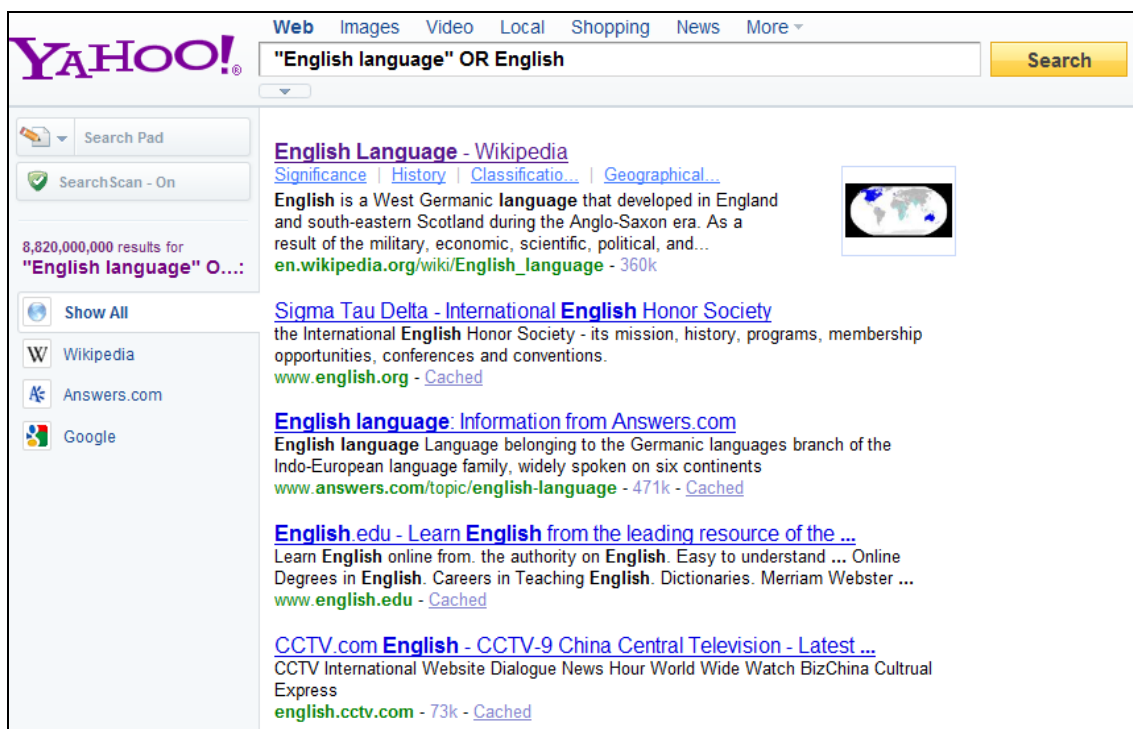 Web Images Video Local Shopping News More
YAHOO!®
"English language" OR English
Search
Search Pad
SearchScan - On
8,820,000,000 results for
"English language" O...:
Show All
Wikipedia
Answers.com
Google
English Language - Wikipedia
Significance | History | Classificatio... | Geographical...
English is a West Germanic language that developed in England
and south-eastern Scotland during the Anglo-Saxon era. As a
result of the military, economic, scientific, political, and...
en.wikipedia.org/wiki/English_language - 360k
Sigma Tau Delta - International English Honor Society
the International English Honor Society - its mission, history, programs, membership
opportunities, conferences and conventions.
www.english.org - Cached
English language: Information from Answers.com
English language Language belonging to the Germanic languages branch of the
Indo-European language family, widely spoken on six continents
www.answers.com/topic/english-language - 471k - Cached
English.edu - Learn English from the leading resource of the ...
Learn English online from. the authority on English. Easy to understand ... Online
Degrees in English. Careers in Teaching English. Dictionaries. Merriam Webster ...
www.english.edu - Cached
CCTV.com English - CCTV-9 China Central Television - Latest ...
CCTV International Website Dialogue News Hour World Wide Watch BizChina Cultrual
Express
english.cctv.com - 73k - Cached